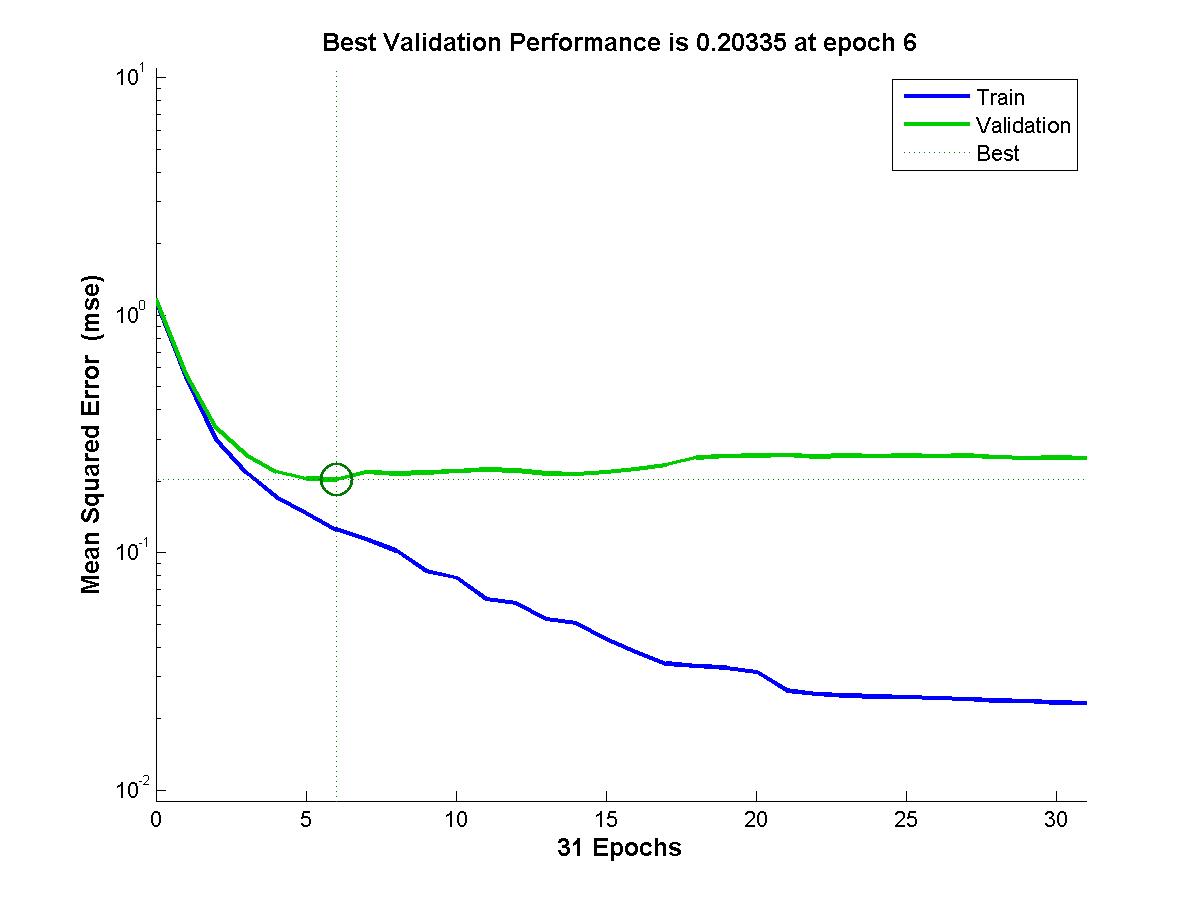 Best Validation Performance is 0.20335 at epoch 6
Train
Validation
Best
Mean Squared Error (mse)
10^1
10^0
10^-1
10^-2
0 5 10 15 20 25 30
31 Epochs